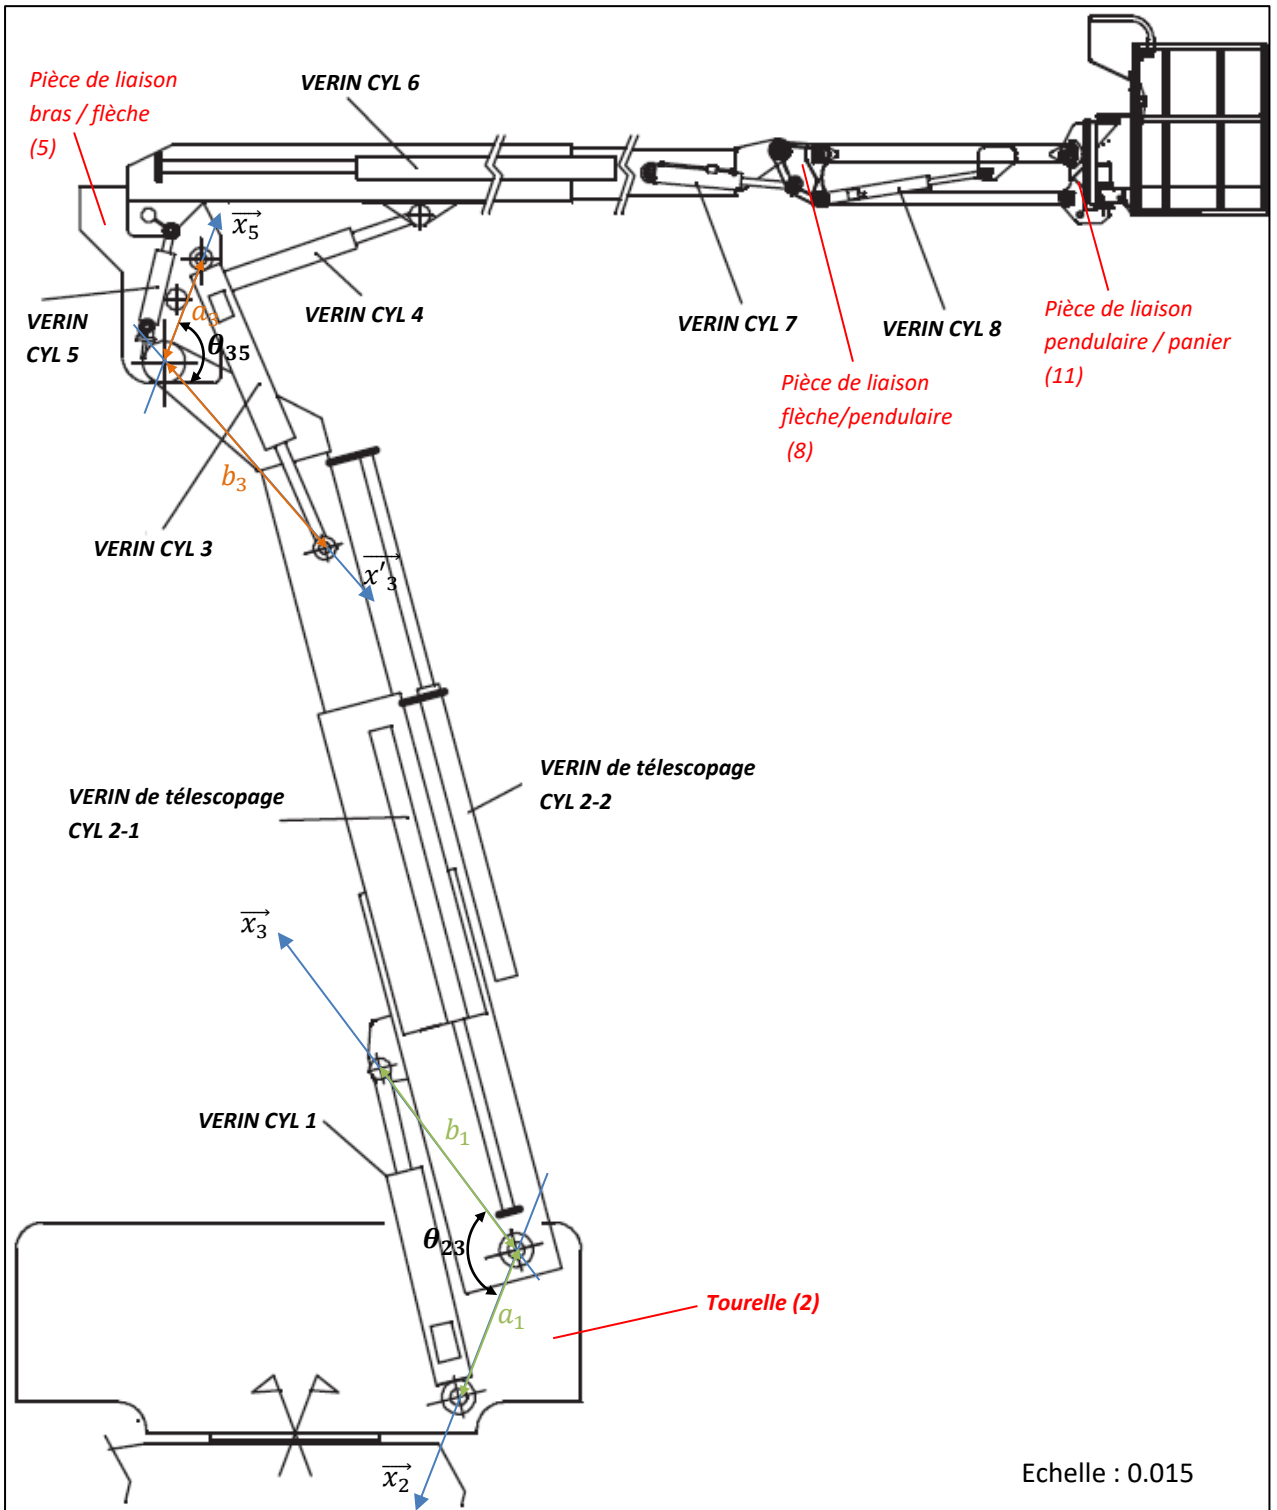 Pièce de liaison
bras / flèche
(5)
VERIN CYL 6
x₅
VERIN CYL 4
VERIN
CYL 5
a₃
θ₃₅
VERIN CYL 7
VERIN CYL 8
Pièce de liaison
pendulaire / panier
(11)
Pièce de liaison
flèche/pendulaire
(8)
b₃
VERIN CYL 3
x'₃
VERIN de télescopage
CYL 2-2
VERIN de télescopage
CYL 2-1
x₃
VERIN CYL 1
b₁
θ₂₃
a₁
Tourelle (2)
x₂
Echelle : 0.015